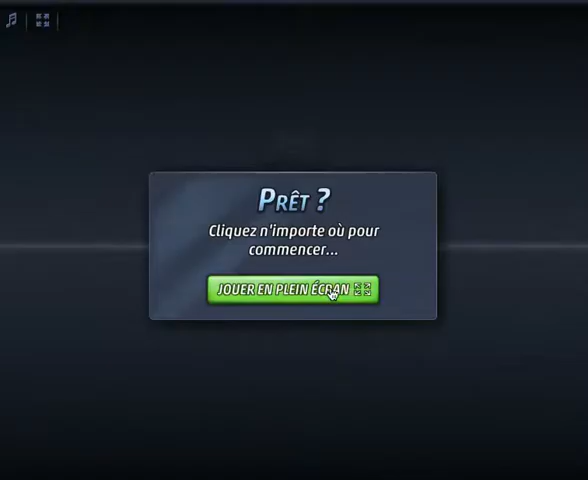 Prêt ?
Cliquez n'importe où pour
commencer...
JOUER EN PLEIN ÉCRAN